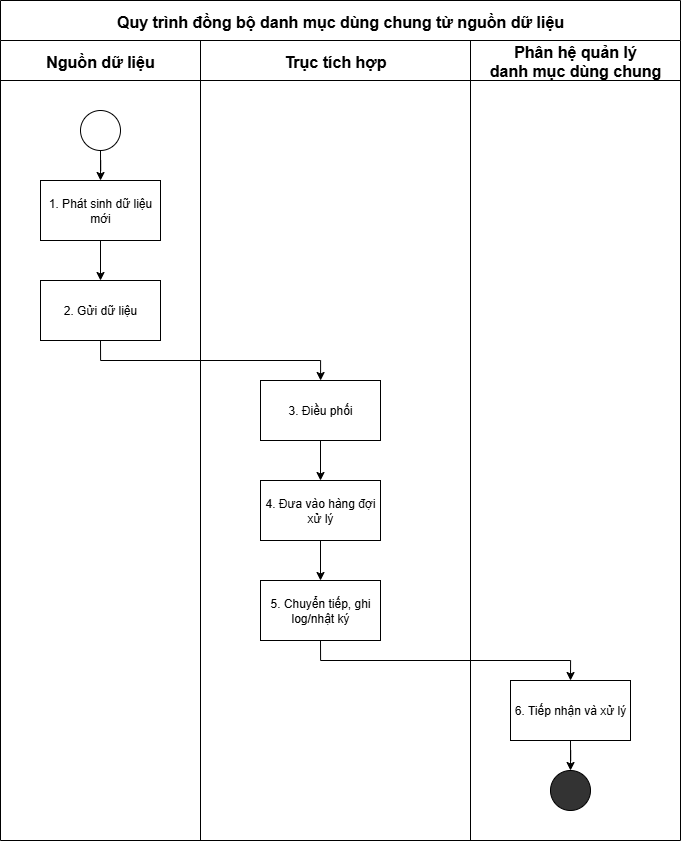 Quy trình đồng bộ danh mục dùng chung từ nguồn dữ liệu
Nguồn dữ liệu
Trục tích hợp
Phân hệ quản lý
danh mục dùng chung
1. Phát sinh dữ liệu
mới
2. Gửi dữ liệu
3. Điều phối
4. Đưa vào hàng đợi
xử lý
5. Chuyển tiếp, ghi
log/nhật ký
6. Tiếp nhận và xử lý